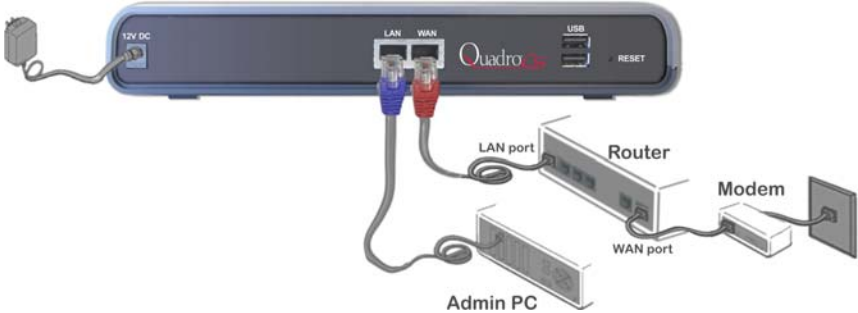 12V DC
LAN
WAN
Quadro
USB
RESET
LAN port
Router
Modem
WAN port
Admin PC